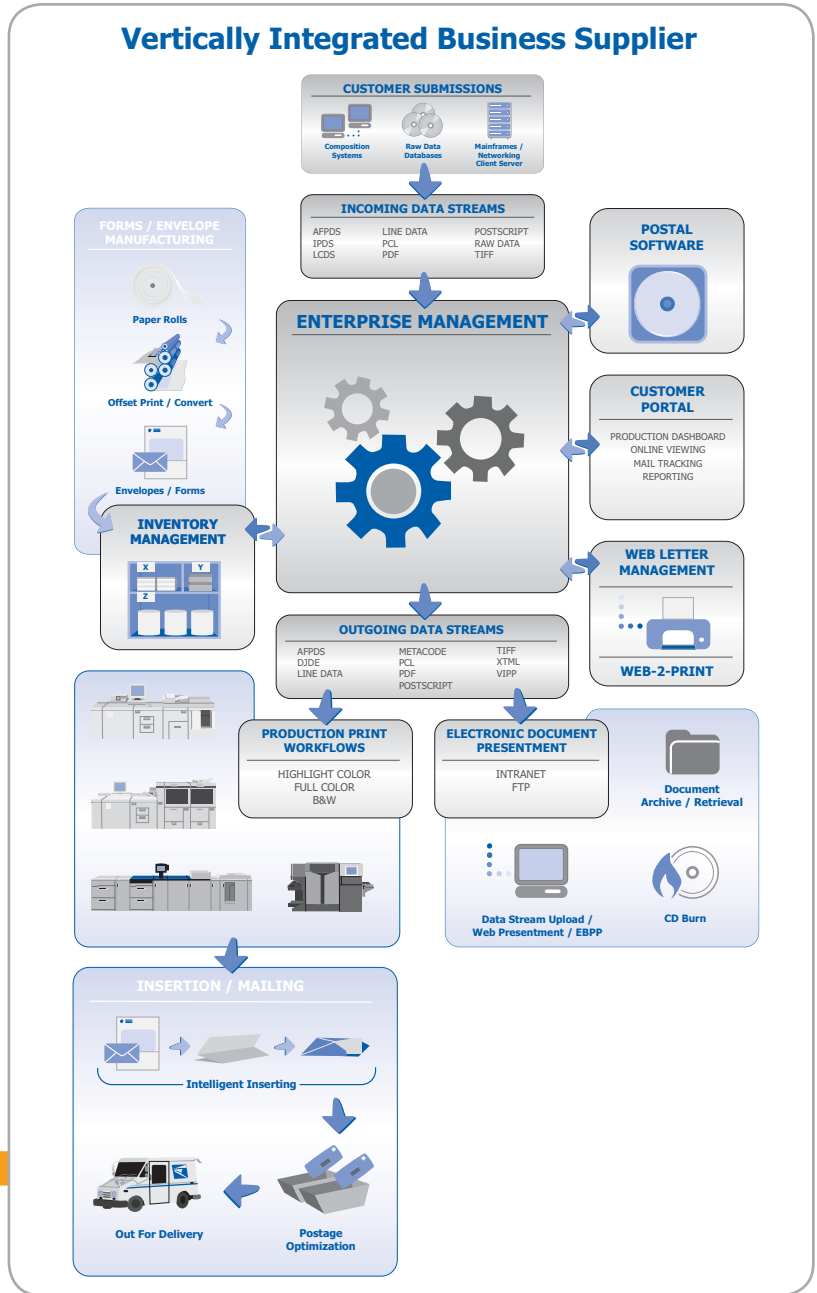 Vertically Integrated Business Supplier
CUSTOMER SUBMISSIONS
Composition
Systems
Raw Data
Databases
Mainframes /
Networking
Client Server
INCOMING DATA STREAMS
AFPDS
IPDS
LCDS
LINE DATA
PCL
PDF
POSTSCRIPT
RAW DATA
TIFF
FORMS / ENVELOPE
MANUFACTURING
Paper Rolls
Offset Print / Convert
Envelopes / Forms
INVENTORY
MANAGEMENT
X
Y
Z
ENTERPRISE MANAGEMENT
POSTAL
SOFTWARE
CUSTOMER
PORTAL
PRODUCTION DASHBOARD
ONLINE VIEWING
MAIL TRACKING
REPORTING
WEB LETTER
MANAGEMENT
WEB-2-PRINT
OUTGOING DATA STREAMS
AFPDS
DJDE
LINE DATA
METACODE
PCL
PDF
POSTSCRIPT
TIFF
XTML
VIPP
PRODUCTION PRINT
WORKFLOWS
HIGHLIGHT COLOR
FULL COLOR
B&W
ELECTRONIC DOCUMENT
PRESENTMENT
INTRANET
FTP
Document
Archive / Retrieval
Data Stream Upload /
Web Presentment / EBPP
CD Burn
INSERTION / MAILING
Intelligent Inserting
Out For Delivery
Postage
Optimization